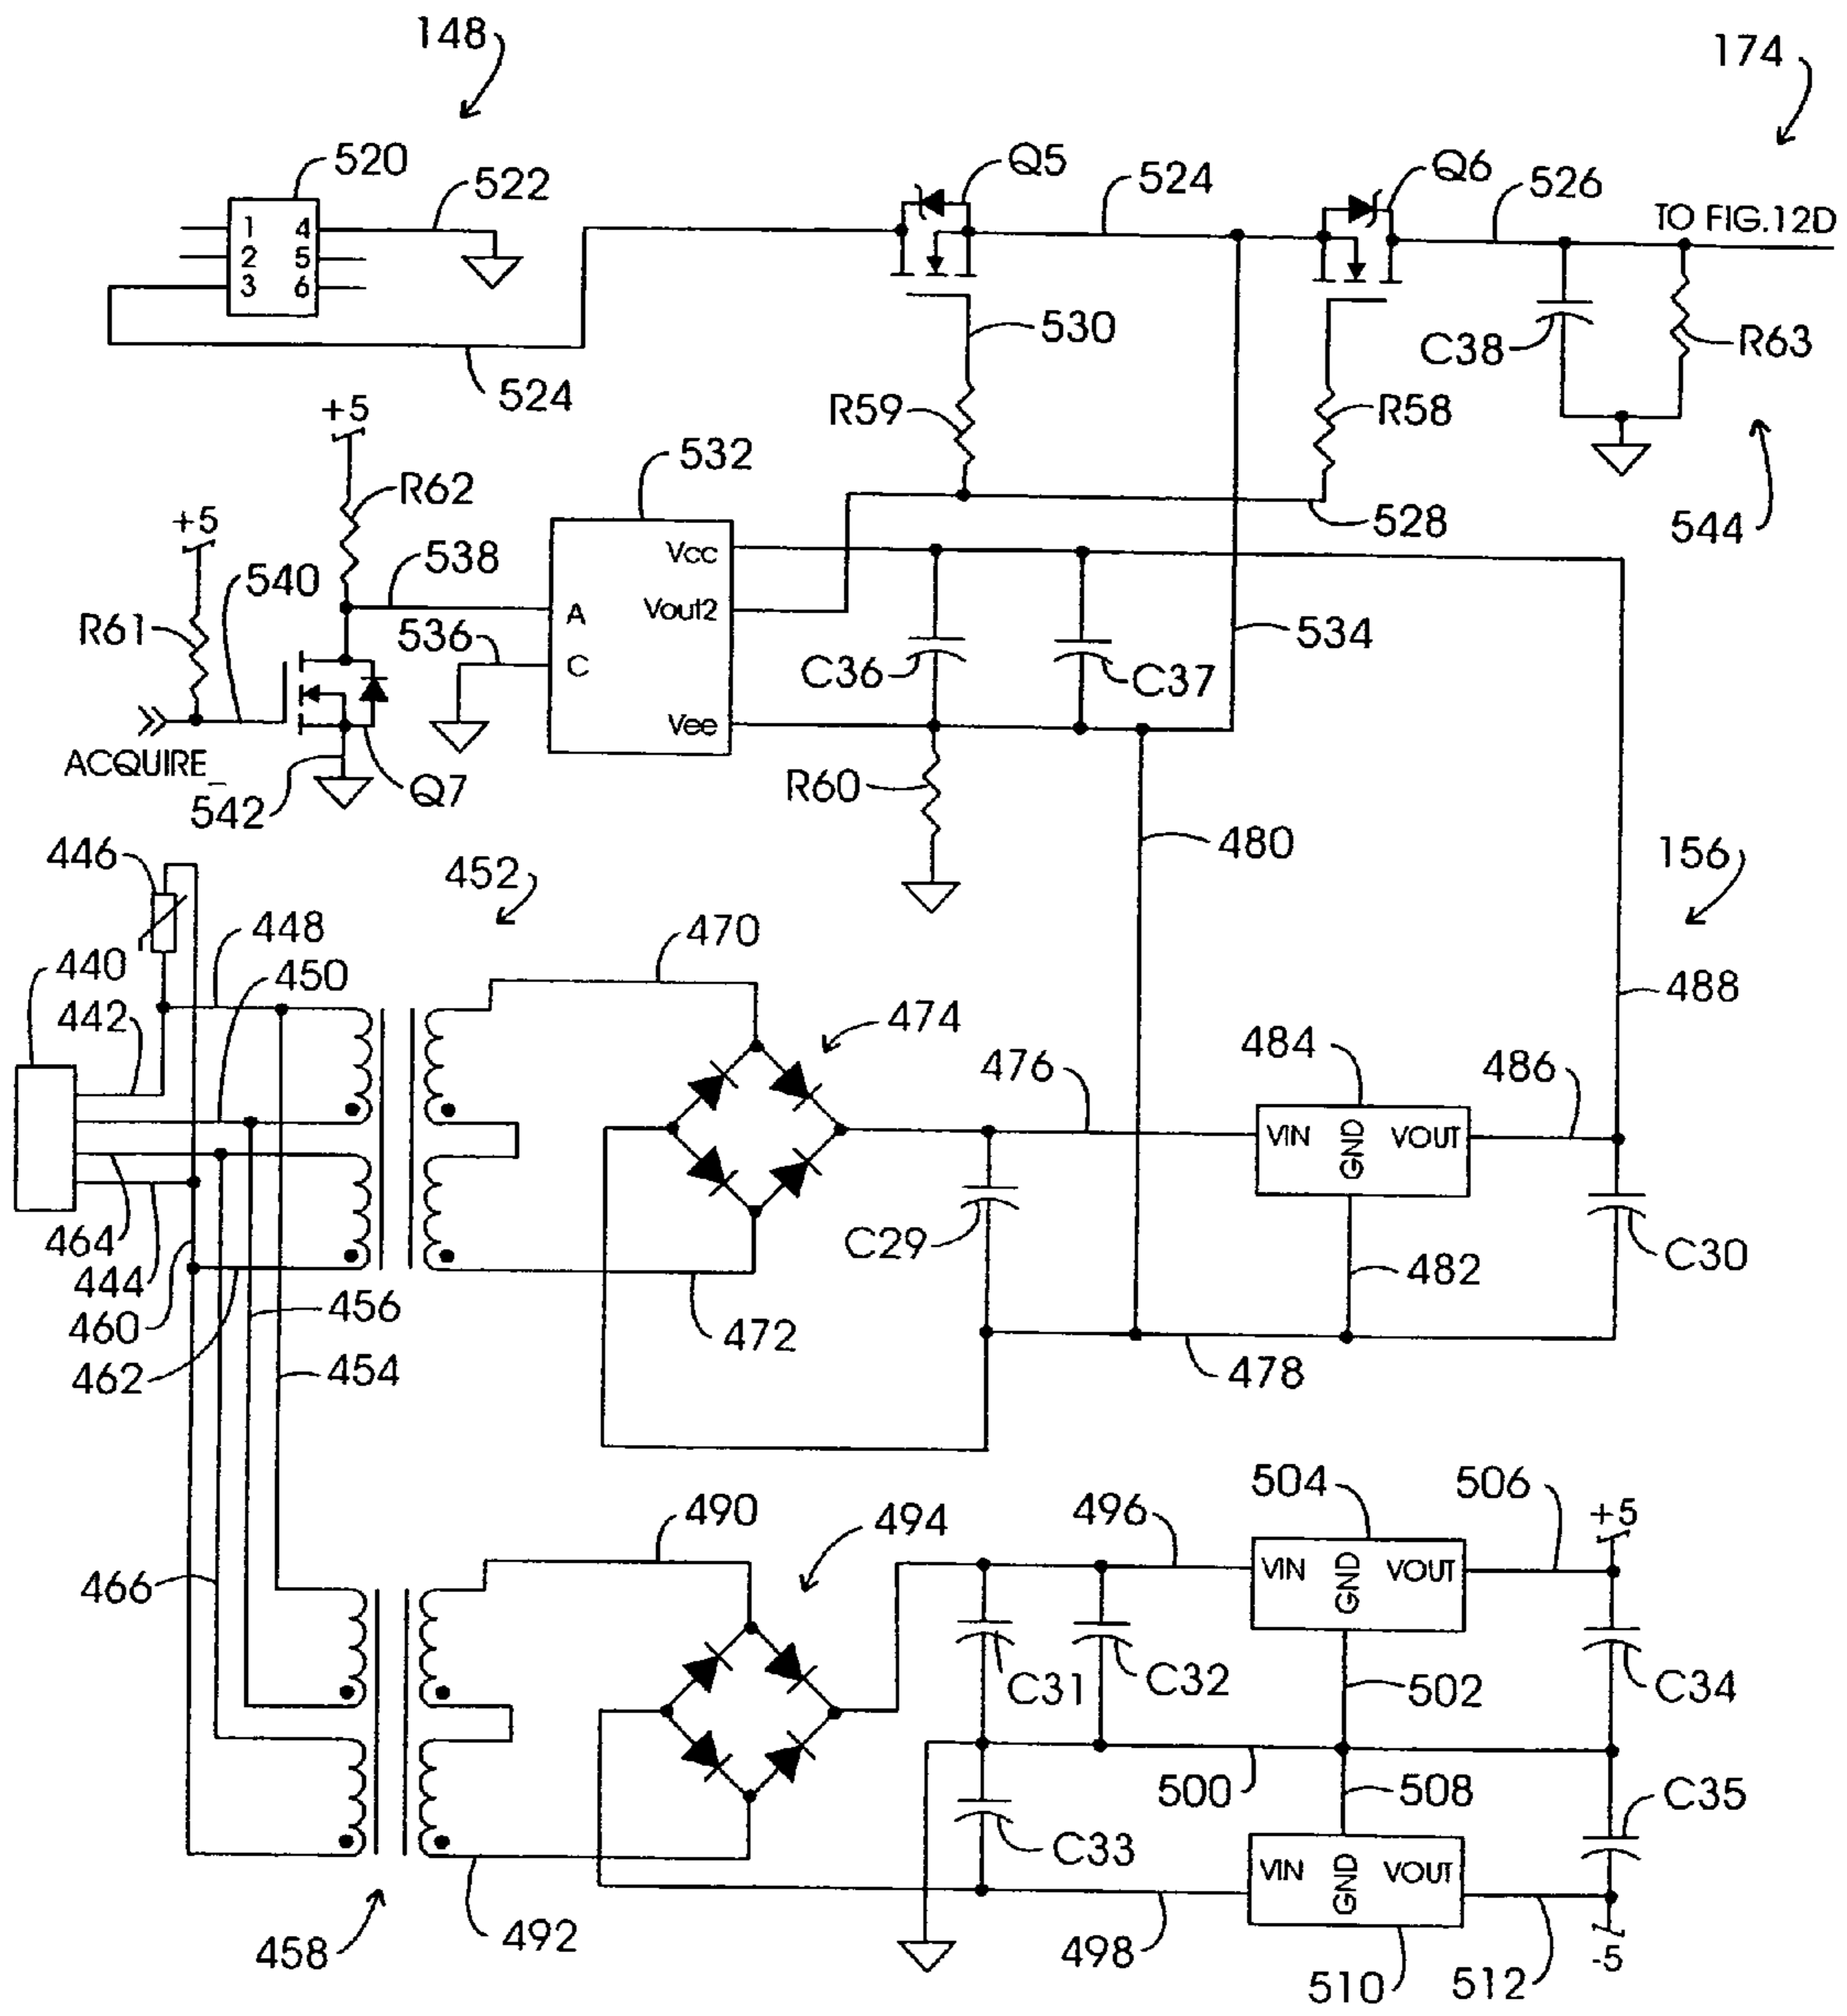 148
174
520
522
Q5
524
Q6
526
TO FIG.12D
1 4
2 5
3 6
530
C38
R63
524
+5
R59
R58
532
R62
528
544
+5
538
Vcc
540
A
Vout2
R61
536
C
534
C36
C37
Vee
ACQUIRE_
542
Q7
R60
480
446
452
156
448
470
440
450
488
442
474
484
486
476
VIN
GND
VOUT
464
C29
C30
444
482
460
456
472
462
454
478
490
494
496
504
506
+5
466
VIN
GND
VOUT
C31
C32
502
C34
500
508
C35
C33
VIN
GND
VOUT
458
492
498
510
512
-5